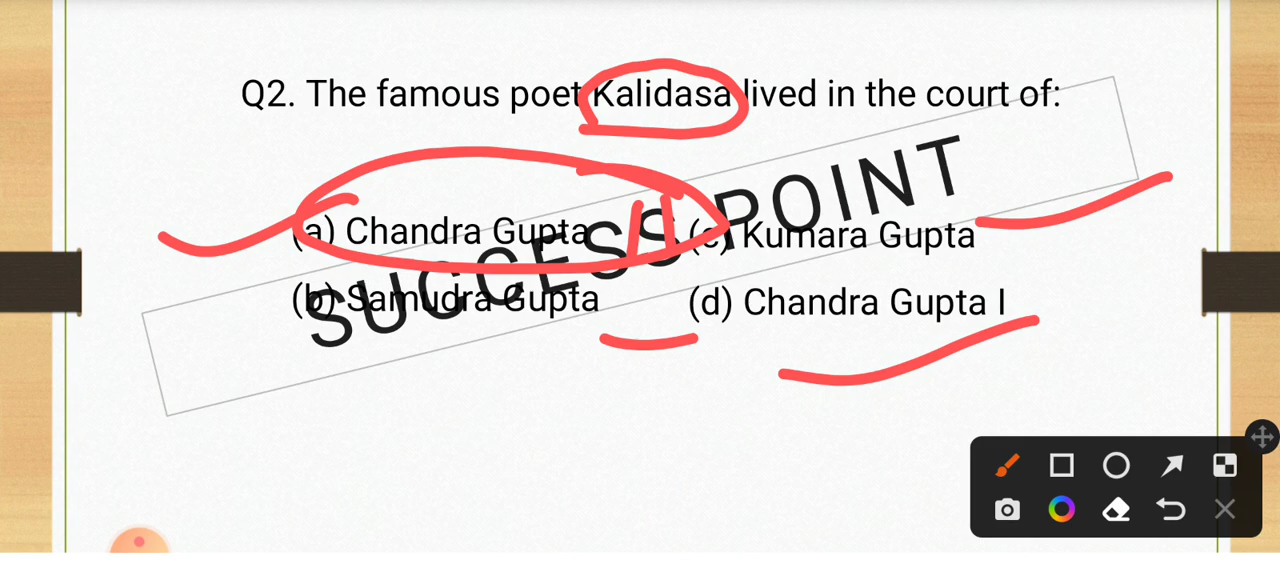 Q2. The famous poet Kalidasa lived in the court of:
SUCCESS POINT
(a) Chandra Gupta II
(c) Kumara Gupta
(b) Samudra Gupta
(d) Chandra Gupta I